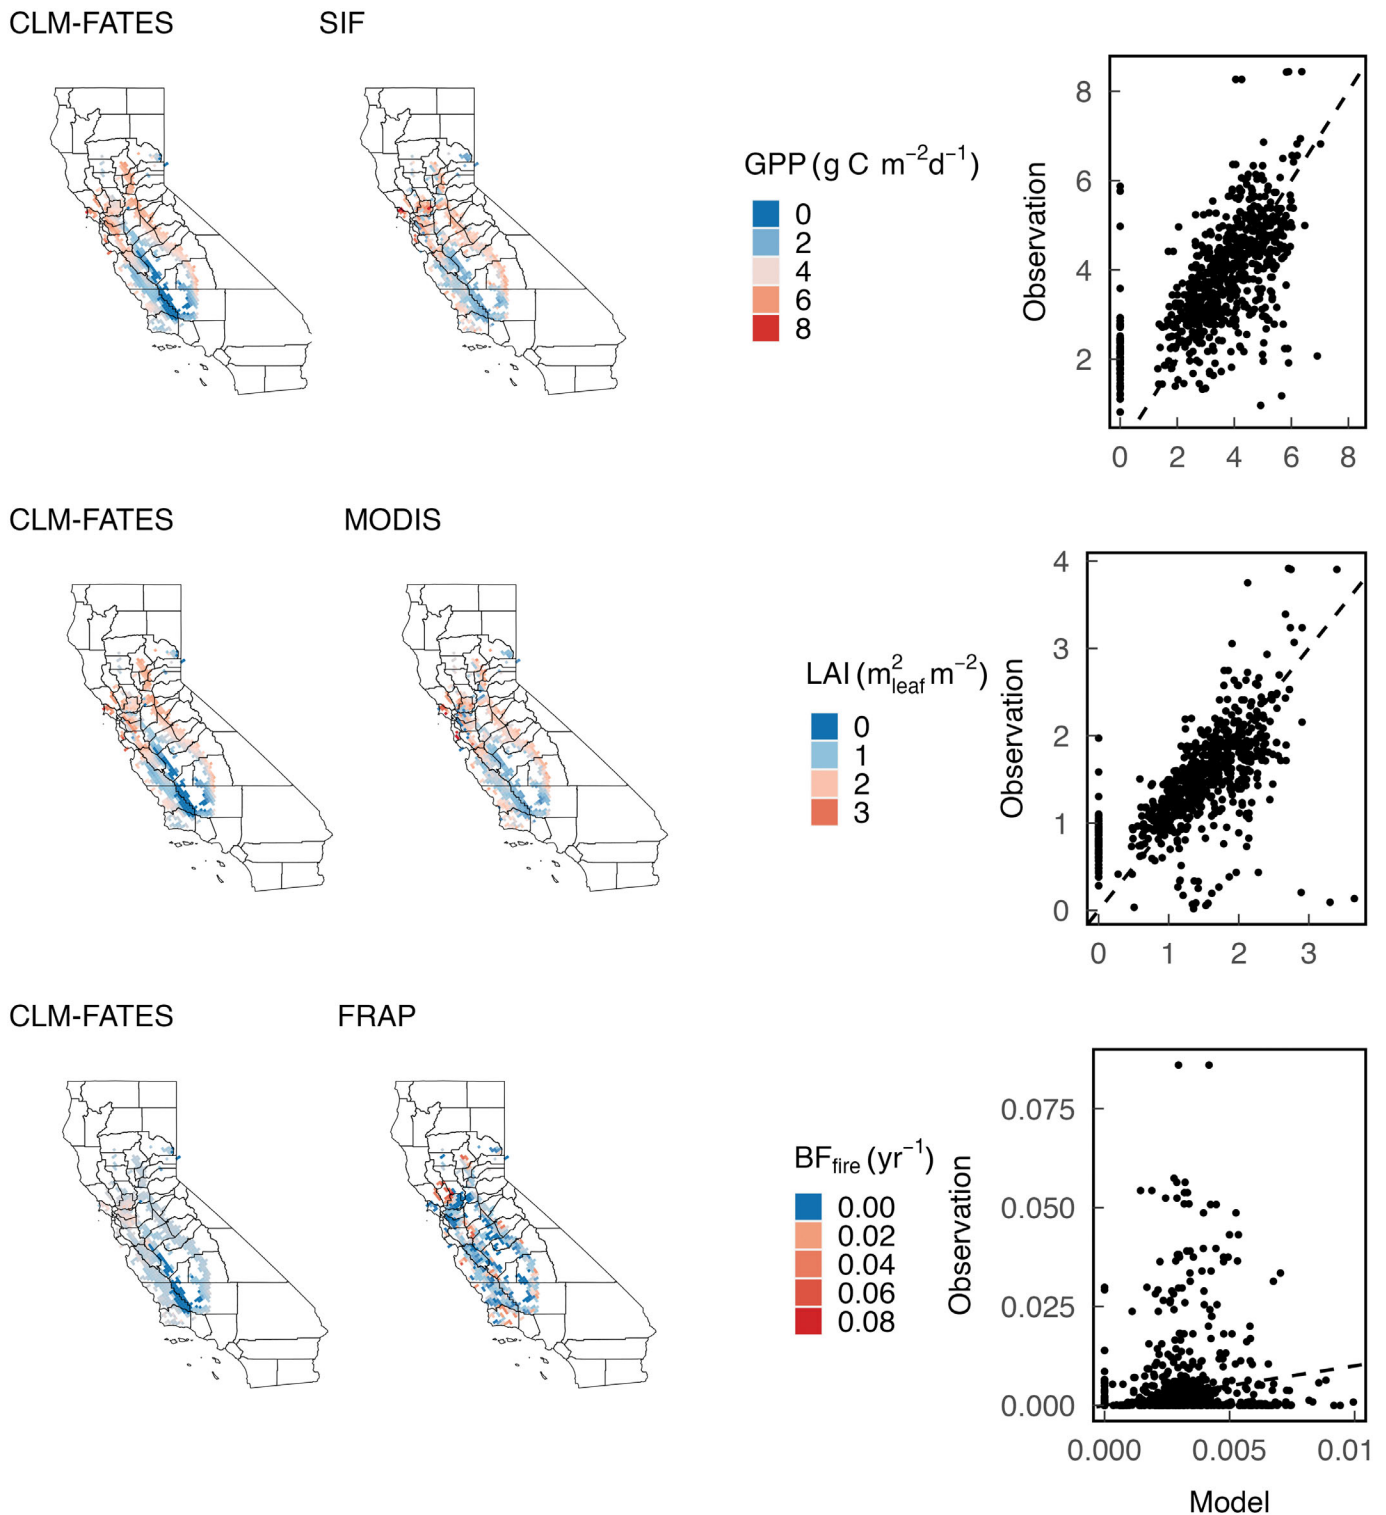 CLM-FATES SIF
GPP (g C m⁻²d⁻¹)
0
2
4
6
8
Observation
8
6
4
2
0 2 4 6 8
CLM-FATES MODIS
LAI (m²leaf m⁻²)
0
1
2
3
Observation
4
3
2
1
0
0 1 2 3
CLM-FATES FRAP
BFfire (yr⁻¹)
0.00
0.02
0.04
0.06
0.08
Observation
0.075
0.050
0.025
0.000
0.000 0.005 0.01
Model